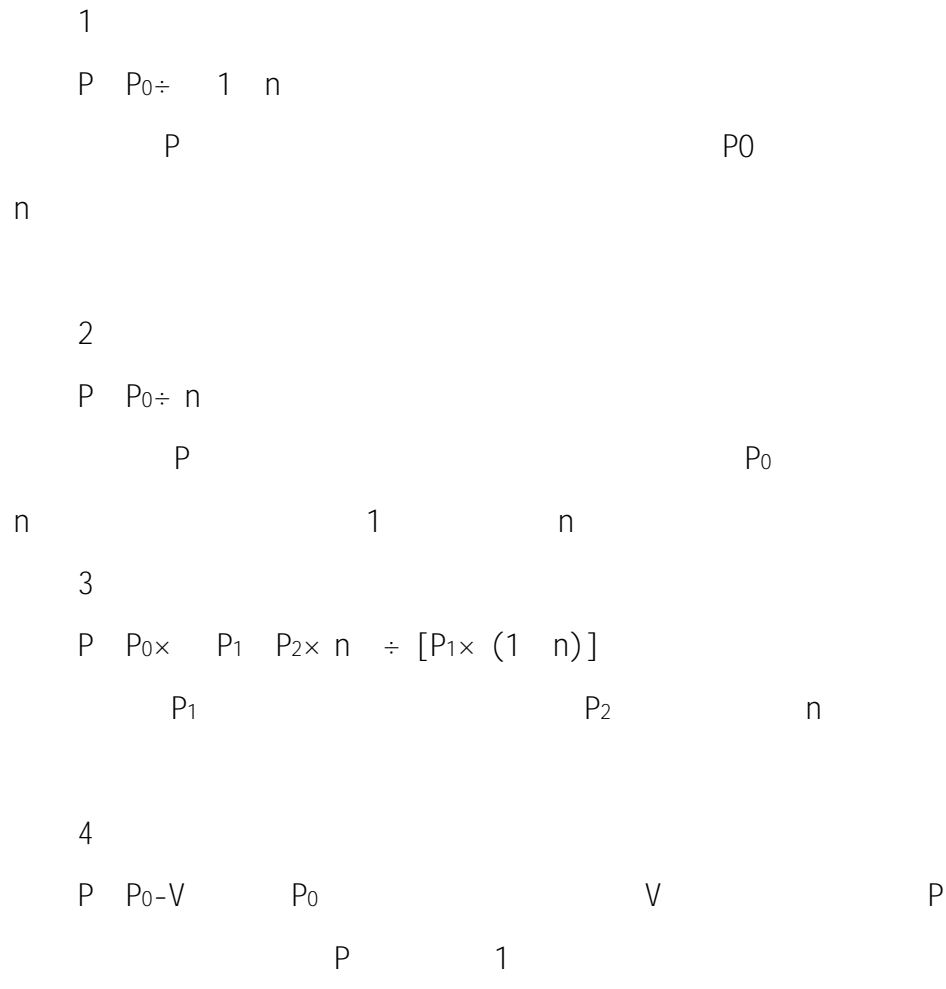 1
P P₀÷ 1 n
P P0
n
2
P P₀÷ n
P P₀
n 1 n
3
P P₀× P₁ P₂× n ÷ [P₁× (1 n)]
P₁ P₂ n
4
P P₀-V P₀ V P
P 1